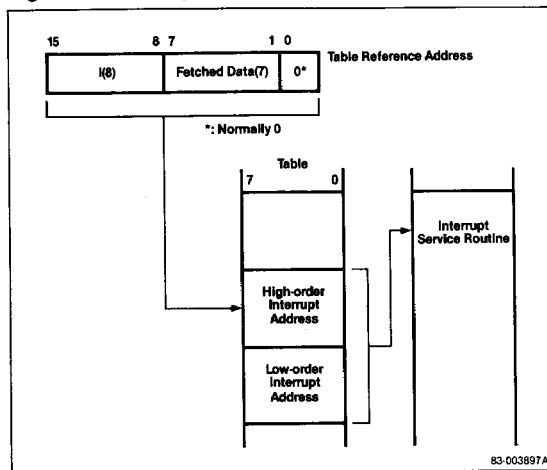 15 8 7 1 0
Table Reference Address
I(8) Fetched Data(7) 0*
*: Normally 0
Table
7 0
Interrupt
Service Routine
High-order
Interrupt
Address
Low-order
Interrupt
Address
83-003897A